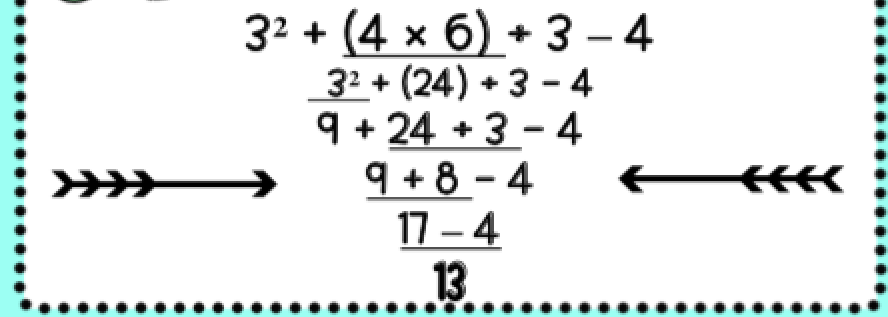 3² + (4 × 6) ÷ 3 – 4
3² + (24) ÷ 3 – 4
9 + 24 ÷ 3 – 4
9 + 8 – 4
17 – 4
13